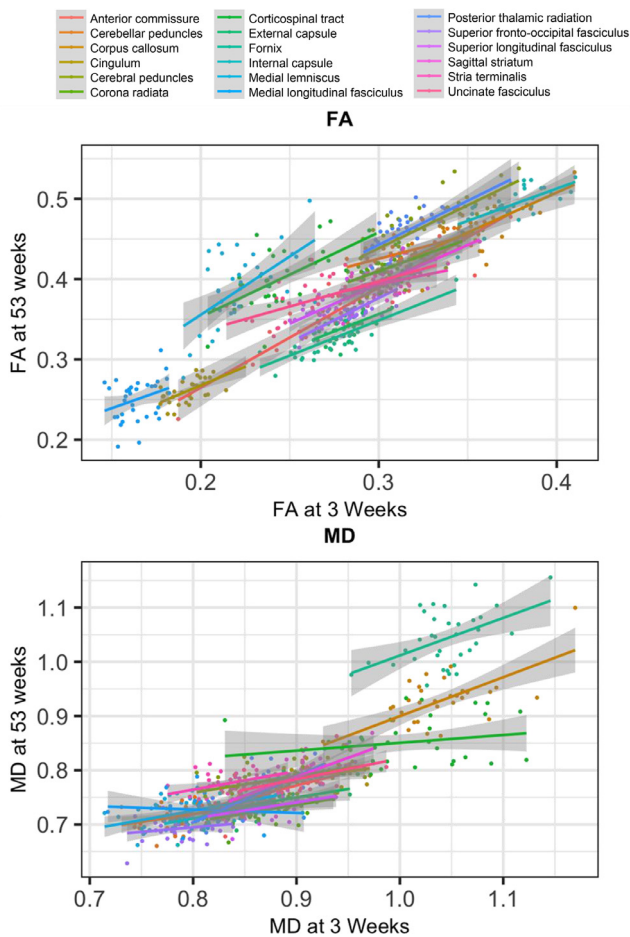 Anterior commissure
Cerebellar peduncles
Corpus callosum
Cingulum
Cerebral peduncles
Corona radiata
Corticospinal tract
External capsule
Fornix
Internal capsule
Medial lemniscus
Medial longitudinal fasciculus
Posterior thalamic radiation
Superior fronto-occipital fasciculus
Superior longitudinal fasciculus
Sagittal striatum
Stria terminalis
Uncinate fasciculus
FA
FA at 53 weeks
0.5
0.4
0.3
0.2
0.2 0.3 0.4
FA at 3 Weeks
MD
MD at 53 weeks
1.1
1.0
0.9
0.8
0.7
0.7 0.8 0.9 1.0 1.1
MD at 3 Weeks